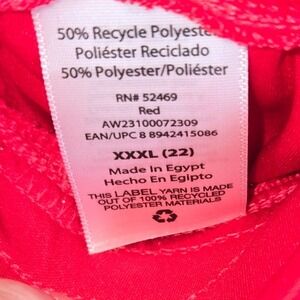 50% Recycle Polyester
Poliéster Reciclado
50% Polyester/Poliéster
RN# 52469
Red
AW23100072309
EAN/UPC 8 8942415086
XXXL (22)
Made in Egypt
Hecho En Egipto
THIS LABEL YARN IS MADE
OUT OF 100% RECYCLED
POLYESTER MATERIALS